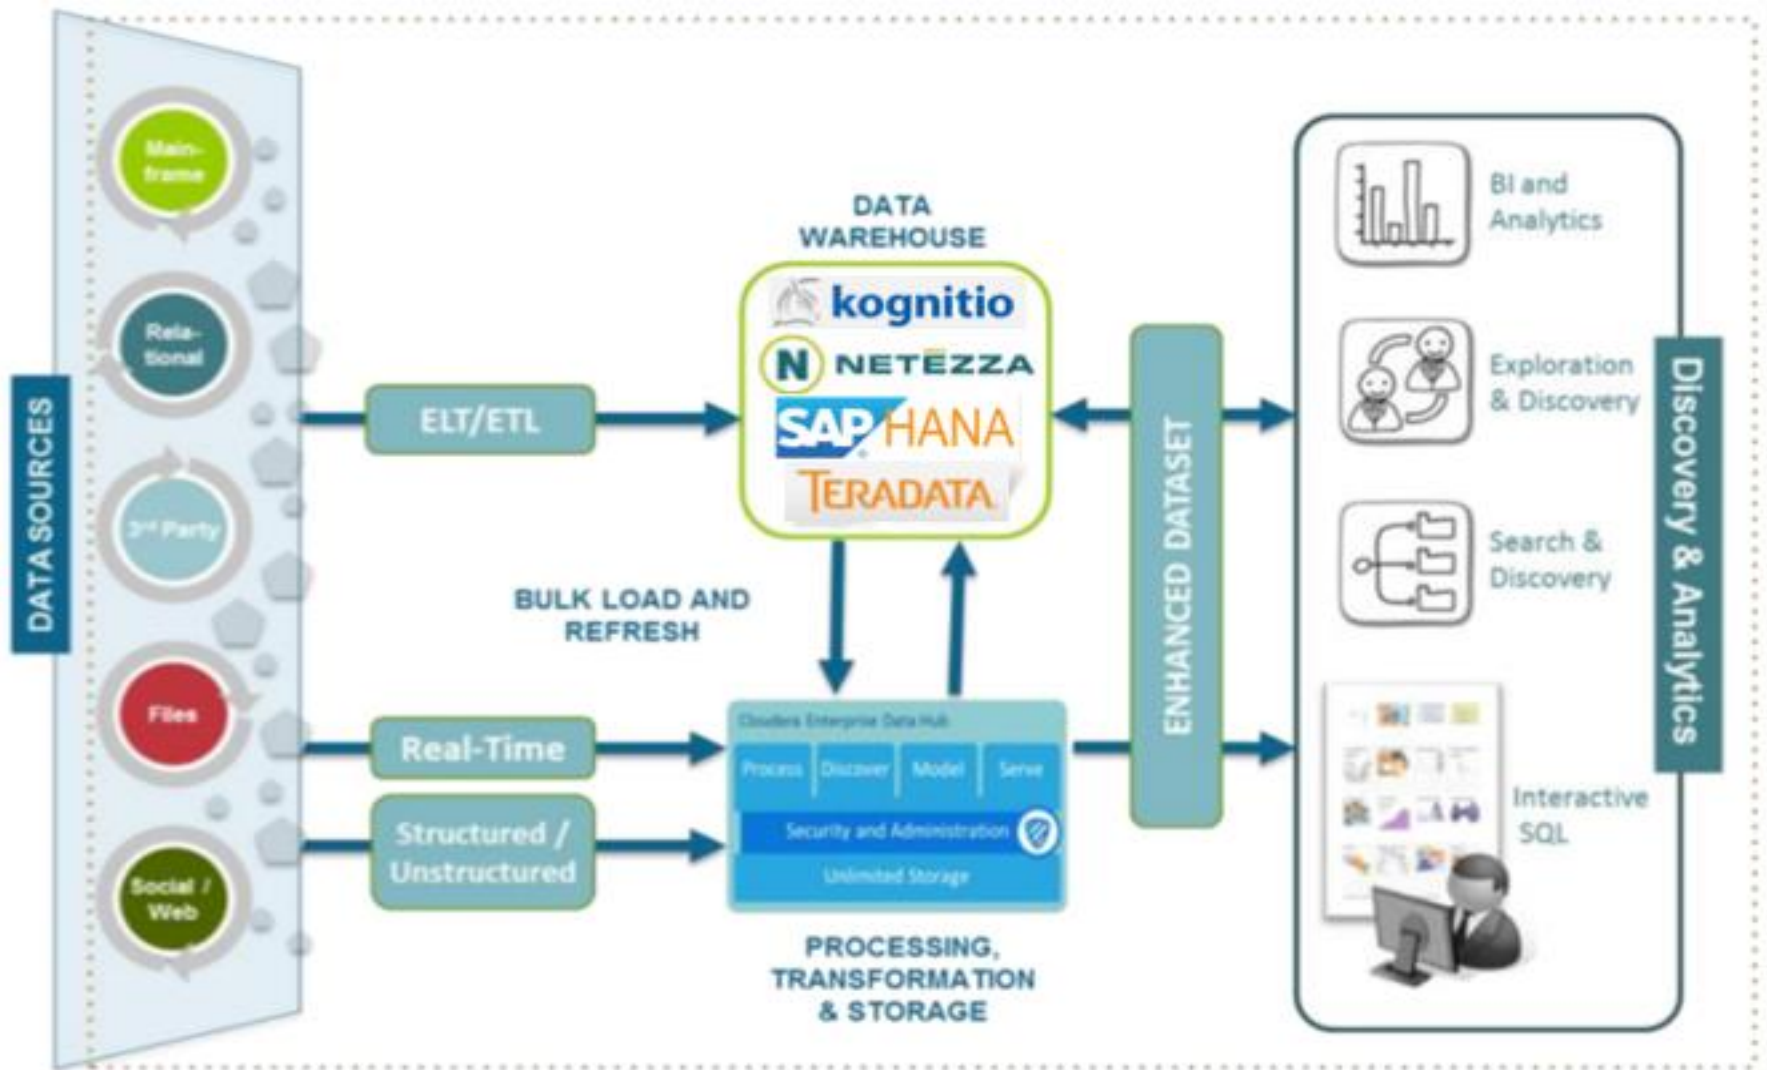 DATA SOURCES
Main-
frame
Rela-
tional
3rd Party
Files
Social /
Web
ELT/ETL
Real-Time
Structured /
Unstructured
DATA
WAREHOUSE
kognitio
N NETEZZA
SAP HANA
TERADATA
BULK LOAD AND
REFRESH
Cloudera Enterprise Data Hub
Process Discover Model Serve
Security and Administration
Unlimited Storage
PROCESSING,
TRANSFORMATION
& STORAGE
ENHANCED DATASET
BI and
Analytics
Exploration
& Discovery
Search &
Discovery
Interactive
SQL
Discovery & Analytics